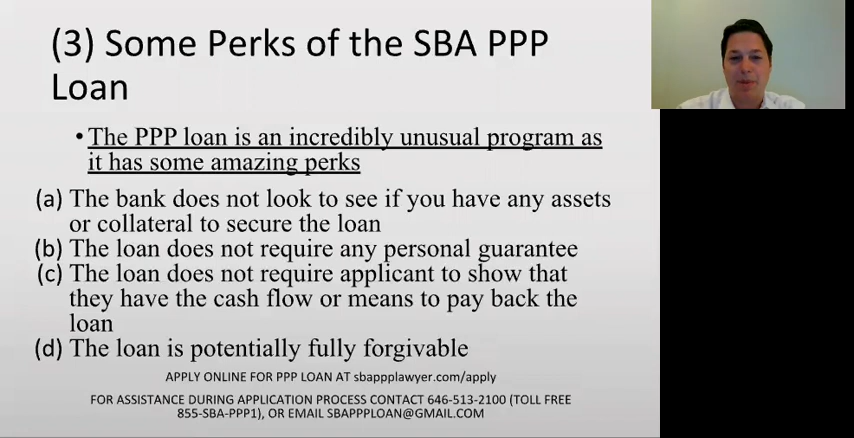 (3) Some Perks of the SBA PPP
Loan
• The PPP loan is an incredibly unusual program as
it has some amazing perks
(a) The bank does not look to see if you have any assets
or collateral to secure the loan
(b) The loan does not require any personal guarantee
(c) The loan does not require applicant to show that
they have the cash flow or means to pay back the
loan
(d) The loan is potentially fully forgivable
APPLY ONLINE FOR PPP LOAN AT sbappplawyer.com/apply
FOR ASSISTANCE DURING APPLICATION PROCESS CONTACT 646-513-2100 (TOLL FREE
855-SBA-PPP1), OR EMAIL SBAPPPLOAN@GMAIL.COM